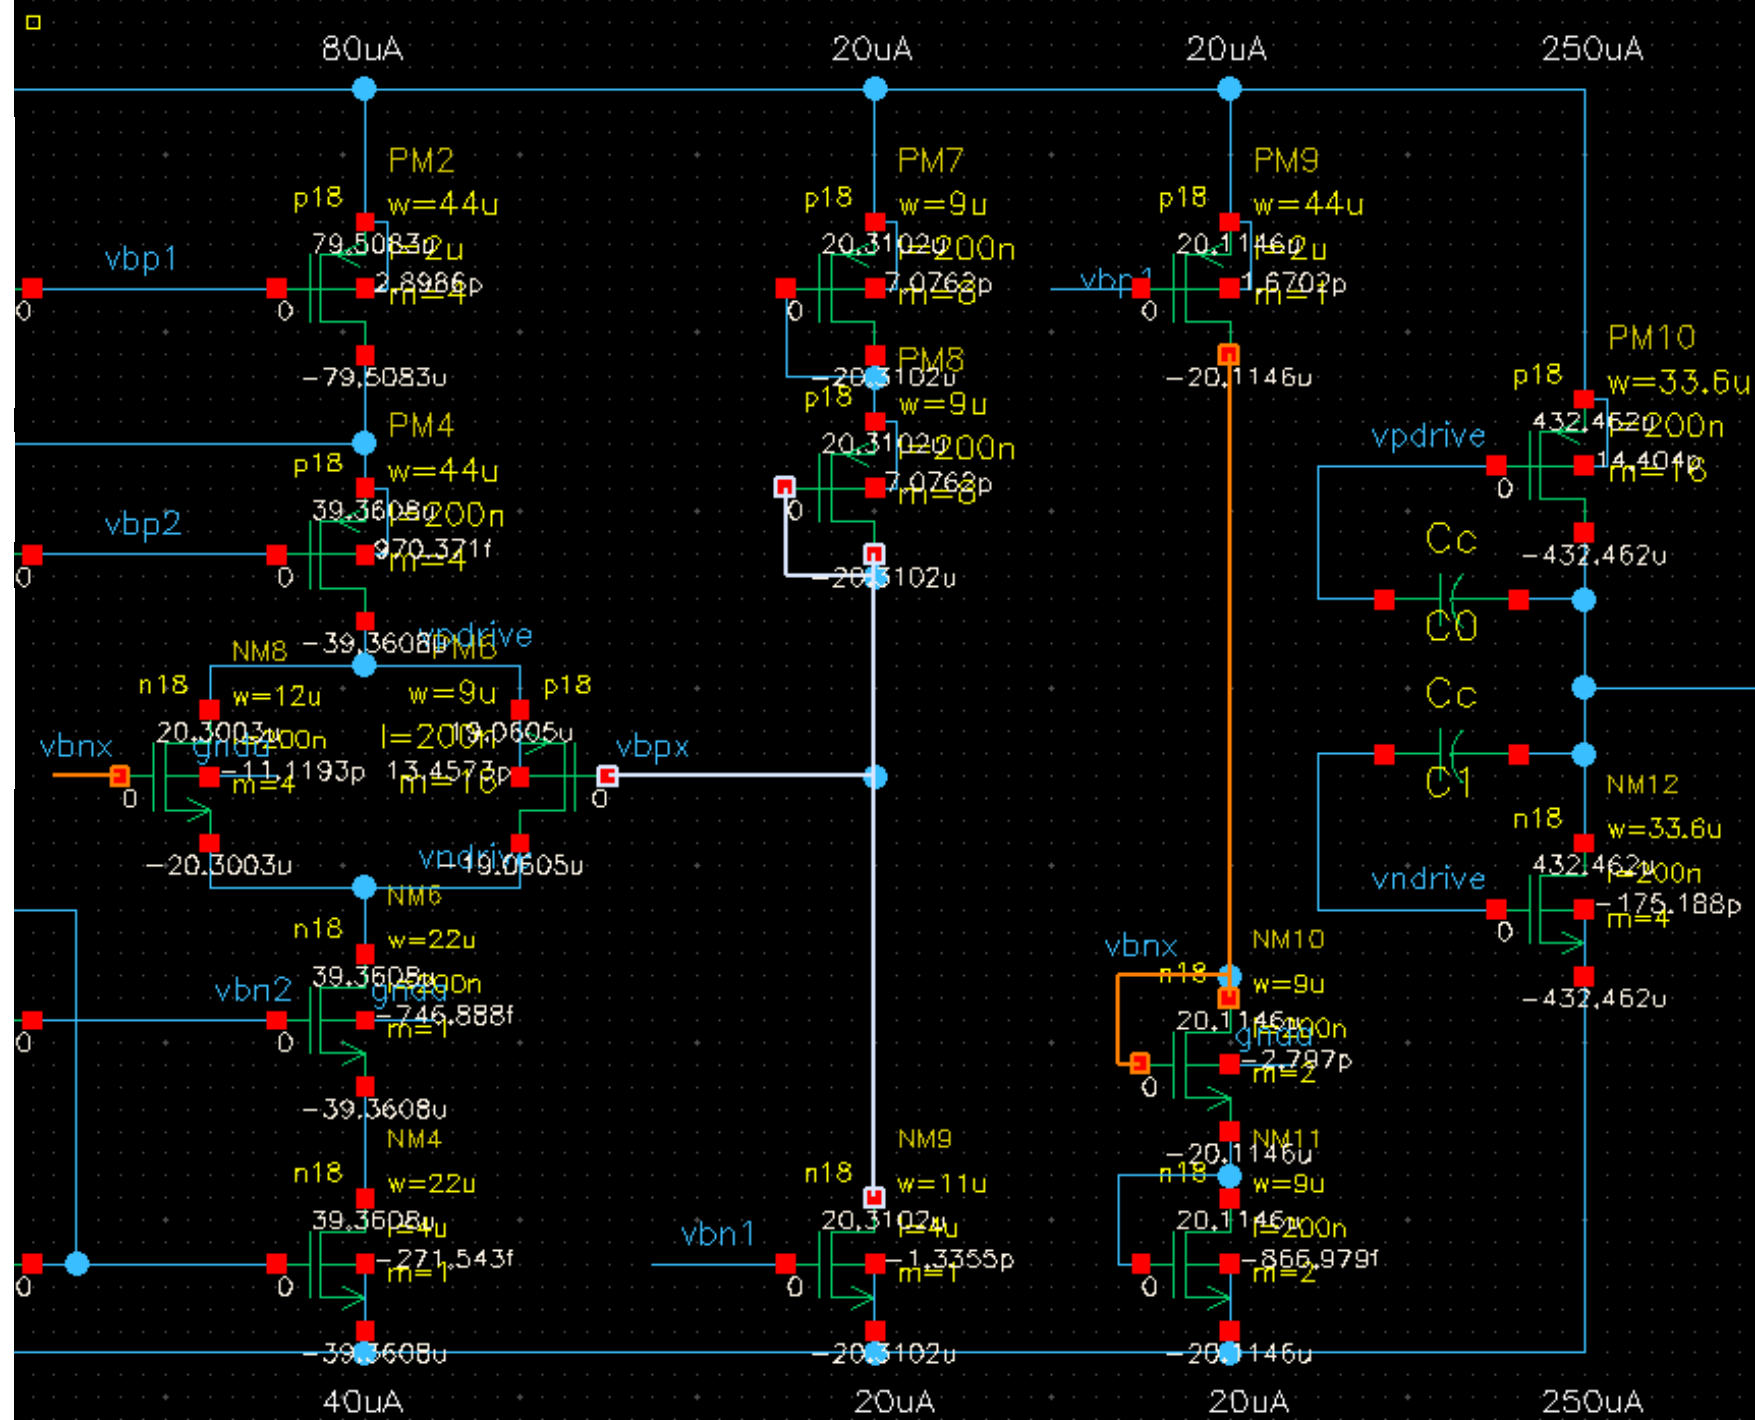 80uA
20uA
20uA
250uA
PM2
p18
w=44u
79.5083u
l=2u
vbp1
2.8986p
m=4
0
0
-79.5083u
PM7
p18
w=9u
20.3102u
l=200n
7.0762p
m=8
0
-20.3102u
PM9
p18
w=44u
20.1146u
l=2u
vbp1
1.6702p
m=1
0
-20.1146u
PM10
p18
w=33.6u
432.462u
l=200n
vpdrive
14.404p
m=16
0
-432.462u
PM4
p18
w=44u
39.3608u
l=200n
vbp2
970.371f
m=4
0
0
-39.3608u
PM8
p18
w=9u
20.3102u
l=200n
7.0762p
m=8
0
-20.3102u
Cc
C0
vpdrive
NM8
n18
w=12u
20.3003u
l=200n
vbnx
gnda
-11.1193p
m=4
0
-20.3003u
PM6
w=9u
p18
l=200n
19.0605u
13.4573p
m=16
vbpx
0
-19.0605u
vndrive
Cc
C1
NM12
n18
w=33.6u
432.462u
l=200n
vndrive
-175.188p
m=4
0
-432.462u
NM6
n18
w=22u
39.3608u
vbn2
gnda
-746.888f
m=1
0
0
-39.3608u
vbnx
NM10
n18
w=9u
20.1146u
l=200n
gnda
-2.797p
m=2
0
-20.1146u
NM4
n18
w=22u
39.3608u
l=4u
-271.543f
m=1
0
0
-39.3608u
NM9
n18
w=11u
20.3102u
l=4u
vbn1
-1.3355p
m=1
0
-20.3102u
NM11
n18
w=9u
20.1146u
l=200n
-866.979f
m=2
0
-20.1146u
40uA
20uA
20uA
250uA